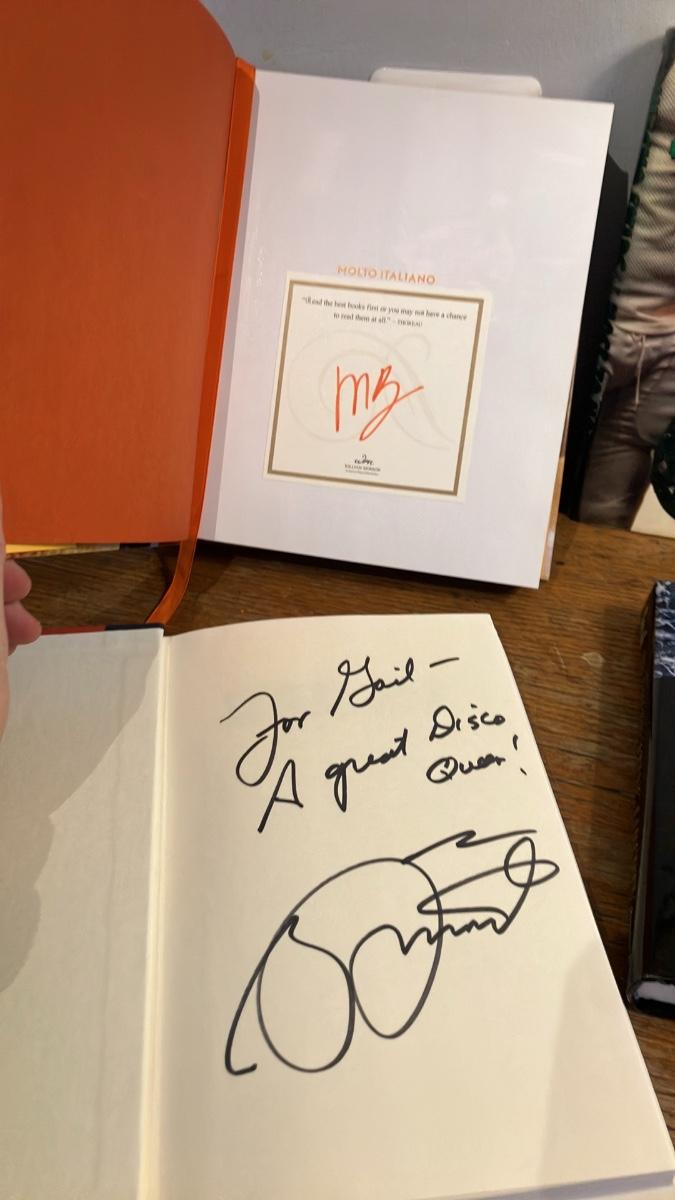 MOLTO ITALIANO
"Read the best books first or you may not have a chance
to read them at all." – THOREAU
MB
For Gail –
A great Disco
Queen!